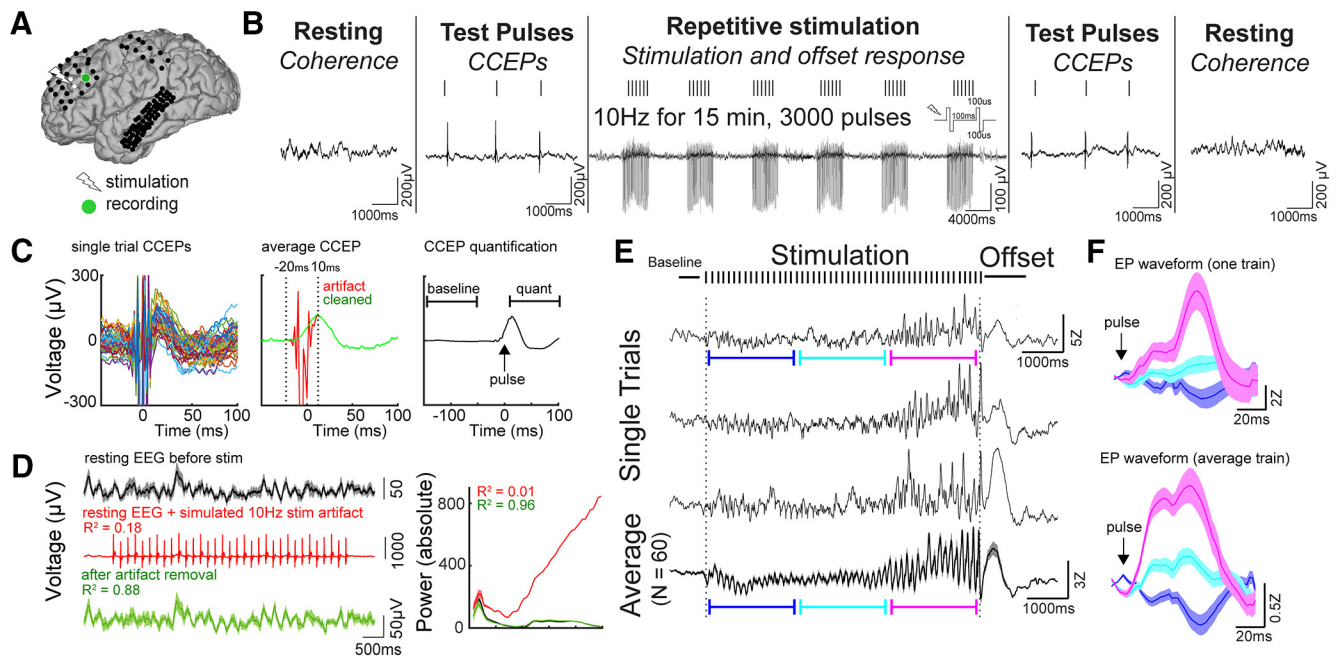 A
stimulation
recording
B
Resting
Coherence
Test Pulses
CCEPs
Repetitive stimulation
Stimulation and offset response
10Hz for 15 min, 3000 pulses
100us
100ms
100us
Test Pulses
CCEPs
Resting
Coherence
200µV
1000ms
200µV
1000ms
100 µV
4000ms
200 µV
1000ms
200 µV
1000ms
C
single trial CCEPs
Voltage (µV)
300
0
-300
0
50
100
Time (ms)
average CCEP
-20ms
10ms
artifact
cleaned
0
50
100
Time (ms)
CCEP quantification
baseline
quant
pulse
-100
0
100
Time (ms)
D
Voltage (µV)
resting EEG before stim
50
resting EEG + simulated 10Hz stim artifact
R² = 0.18
1000
after artifact removal
R² = 0.88
50µV
500ms
Power (absolute)
800
400
0
R² = 0.01
R² = 0.96
E
Baseline
Stimulation
Offset
Single Trials
5Z
1000ms
Average
(N = 60)
3Z
1000ms
F
EP waveform (one train)
pulse
2Z
20ms
EP waveform (average train)
pulse
0.5Z
20ms